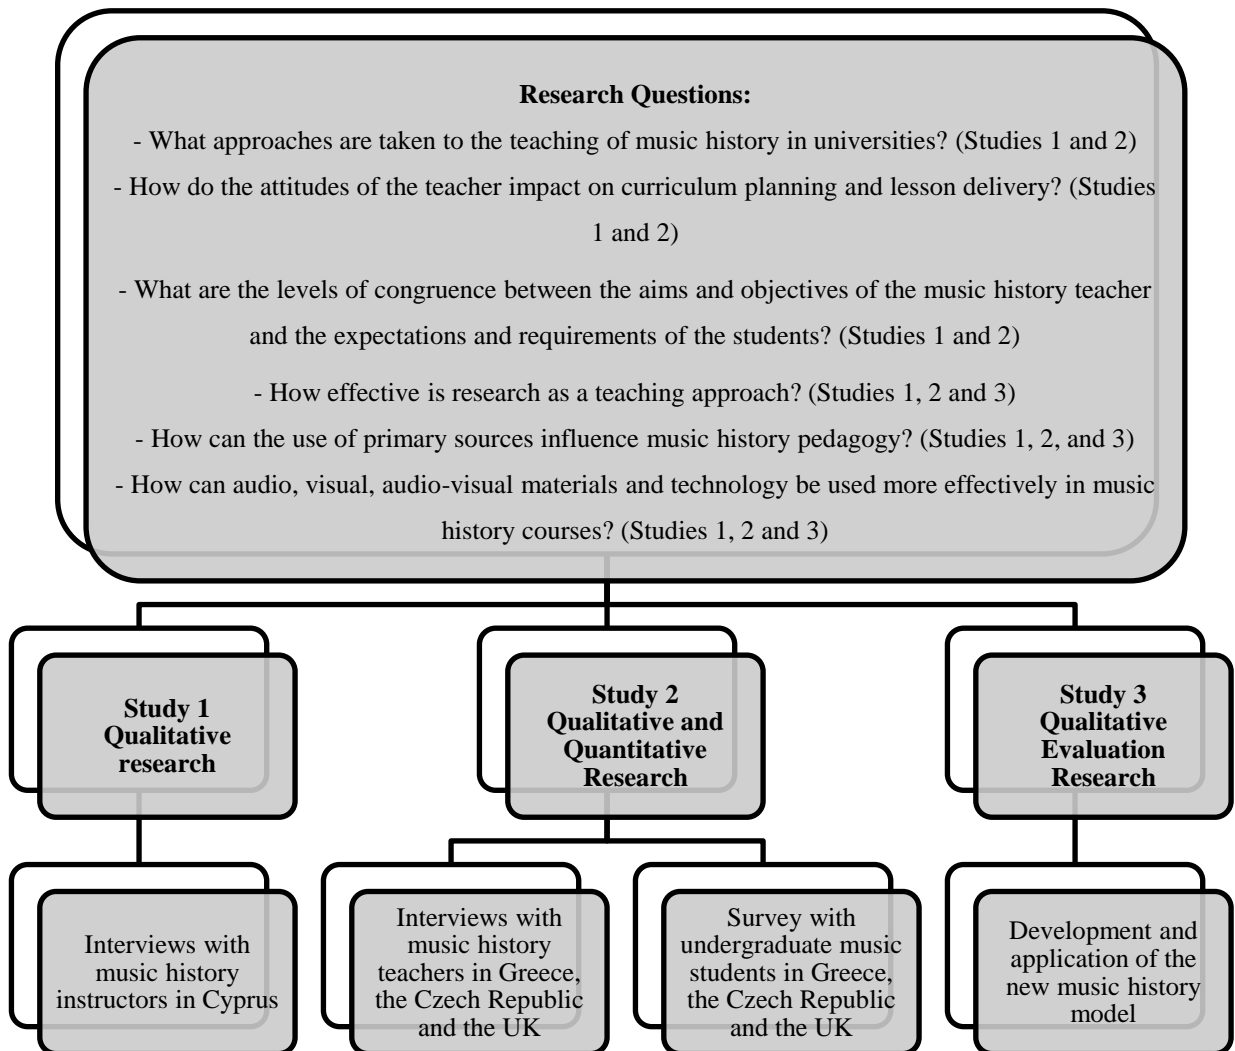 Research Questions:
- What approaches are taken to the teaching of music history in universities? (Studies 1 and 2)
- How do the attitudes of the teacher impact on curriculum planning and lesson delivery? (Studies
1 and 2)
- What are the levels of congruence between the aims and objectives of the music history teacher
and the expectations and requirements of the students? (Studies 1 and 2)
- How effective is research as a teaching approach? (Studies 1, 2 and 3)
- How can the use of primary sources influence music history pedagogy? (Studies 1, 2, and 3)
- How can audio, visual, audio-visual materials and technology be used more effectively in music
history courses? (Studies 1, 2 and 3)
Study 1
Qualitative
research
Study 2
Qualitative and
Quantitative
Research
Study 3
Qualitative
Evaluation
Research
Interviews with
music history
instructors in Cyprus
Interviews with
music history
teachers in Greece,
the Czech Republic
and the UK
Survey with
undergraduate music
students in Greece,
the Czech Republic
and the UK
Development and
application of the
new music history
model